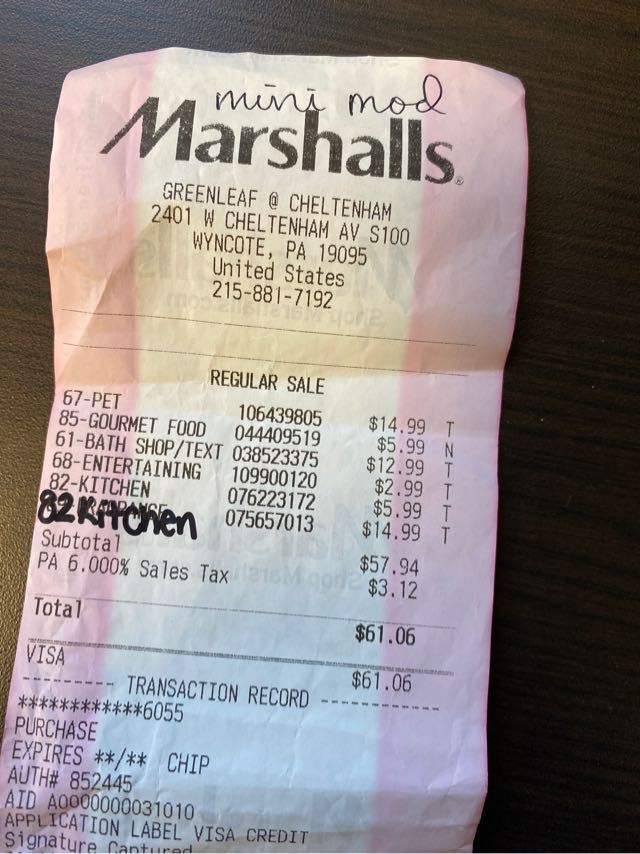 mini mod
Marshalls®
GREENLEAF @ CHELTENHAM
2401 W CHELTENHAM AV S100
WYNCOTE, PA 19095
United States
215-881-7192
REGULAR SALE
67-PET 106439805 $14.99 T
85-GOURMET FOOD 044409519 $5.99 N
61-BATH SHOP/TEXT 038523375 $12.99 T
68-ENTERTAINING 109900120 $2.99 T
82-KITCHEN 076223172 $5.99 T
82 Kitchen 075657013 $14.99 T
Subtotal $57.94
PA 6.000% Sales Tax $3.12
Total $61.06
VISA $61.06
--------- TRANSACTION RECORD ------------
************6055
PURCHASE
EXPIRES **/** CHIP
AUTH# 852445
AID A0000000031010
APPLICATION LABEL VISA CREDIT
Signature Captured